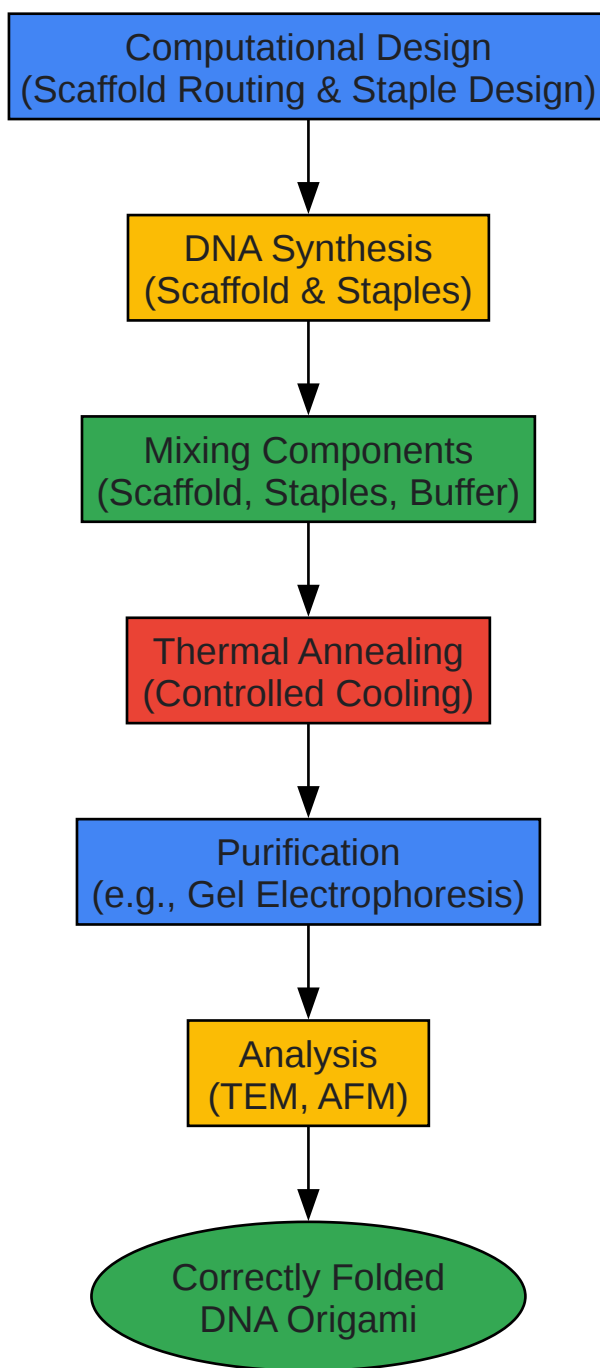 Computational Design
(Scaffold Routing & Staple Design)
DNA Synthesis
(Scaffold & Staples)
Mixing Components
(Scaffold, Staples, Buffer)
Thermal Annealing
(Controlled Cooling)
Purification
(e.g., Gel Electrophoresis)
Analysis
(TEM, AFM)
Correctly Folded
DNA Origami